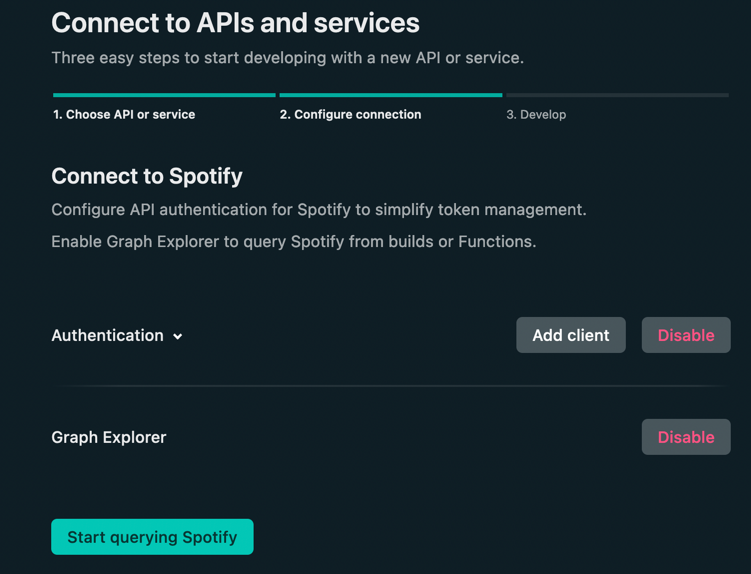 Connect to APIs and services
Three easy steps to start developing with a new API or service.
1. Choose API or service
2. Configure connection
3. Develop
Connect to Spotify
Configure API authentication for Spotify to simplify token management.
Enable Graph Explorer to query Spotify from builds or Functions.
Authentication
Add client
Disable
Graph Explorer
Disable
Start querying Spotify